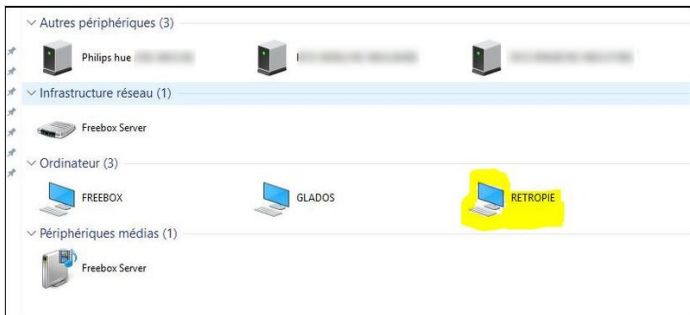 Autres périphériques (3)
Philips hue
Infrastructure réseau (1)
Freebox Server
Ordinateur (3)
FREEBOX GLADOS RETROPIE
Périphériques médias (1)
Freebox Server